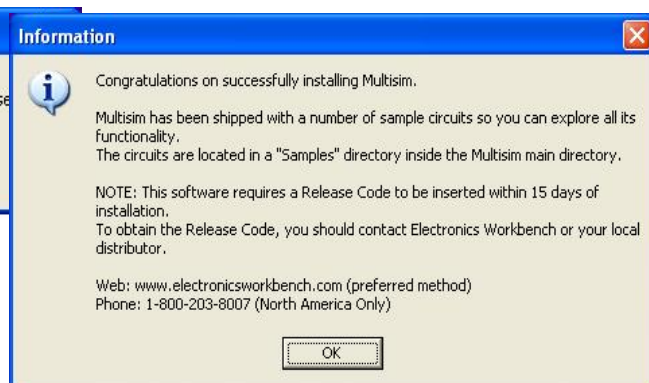 Information
Congratulations on successfully installing Multisim.
Multisim has been shipped with a number of sample circuits so you can explore all its
functionality.
The circuits are located in a "Samples" directory inside the Multisim main directory.
NOTE: This software requires a Release Code to be inserted within 15 days of
installation.
To obtain the Release Code, you should contact Electronics Workbench or your local
distributor.
Web: www.electronicsworkbench.com (preferred method)
Phone: 1-800-203-8007 (North America Only)
OK